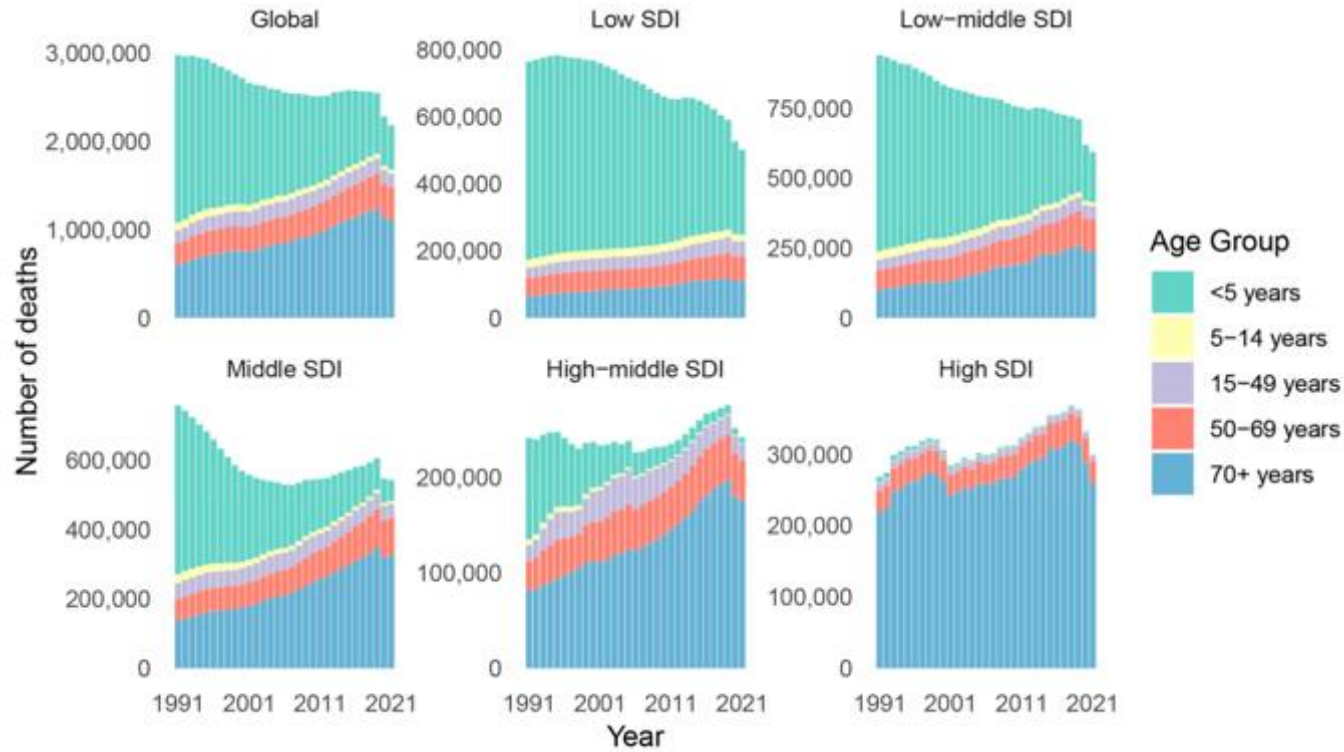 Global
Low SDI
Low−middle SDI
3,000,000
2,000,000
1,000,000
0
800,000
600,000
400,000
200,000
0
750,000
500,000
250,000
0
Number of deaths
Middle SDI
High−middle SDI
High SDI
600,000
400,000
200,000
0
200,000
100,000
0
300,000
200,000
100,000
0
1991 2001 2011 2021
1991 2001 2011 2021
1991 2001 2011 2021
Year
Age Group
<5 years
5−14 years
15−49 years
50−69 years
70+ years